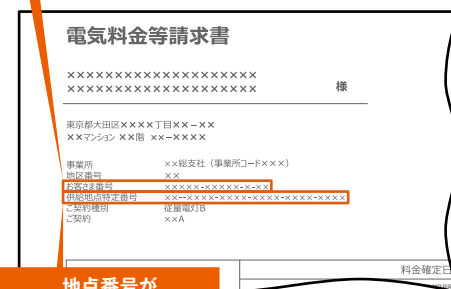 電気料金等請求書
××××××××××××××××××××
××××××××××××××××××××　様
東京都大田区××××丁目××−××
××マンション ××階 ××−××××
事業所　××総支社（事業所コード×××）
地区番号　××
お客さま番号　×××××-×××××-×-××
供給地点特定番号　××--××××-××××-××××-××××-××××
ご契約種別　従量電灯B
ご契約　××A
料金確定日
地点番号が